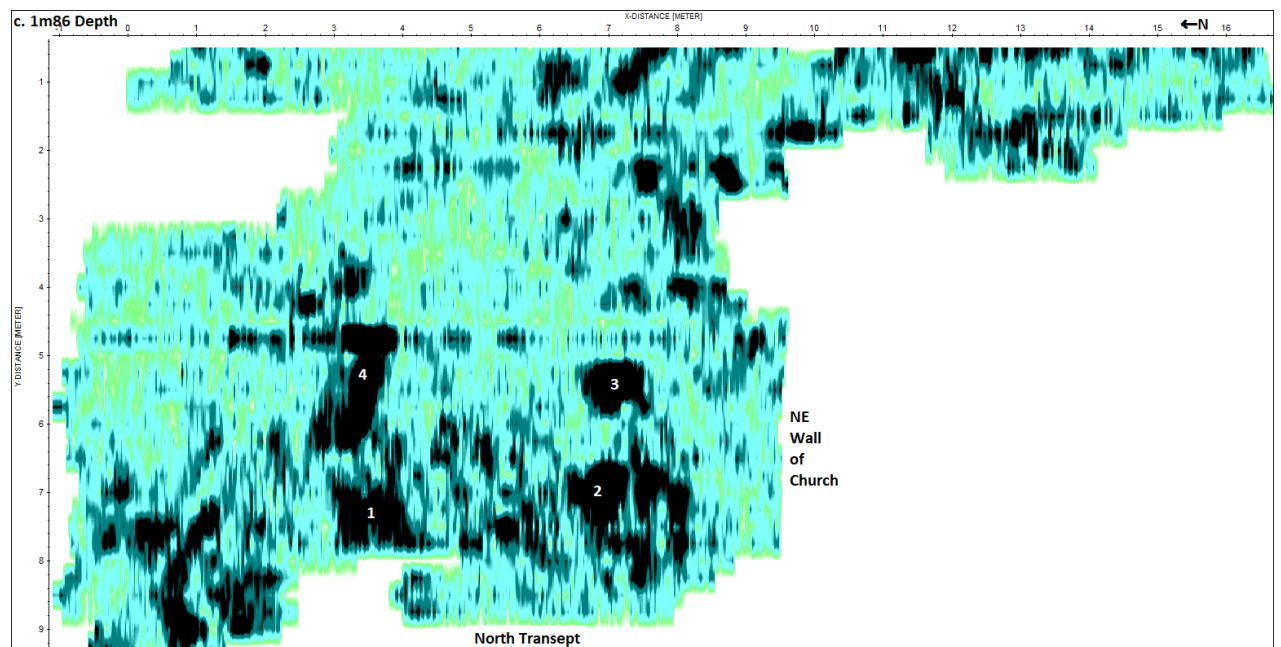 c. 1m86 Depth
X-DISTANCE [METER]
←N
-1 0 1 2 3 4 5 6 7 8 9 10 11 12 13 14 15 16
Y-DISTANCE [METER]
1
2
3
4
5
6
7
8
9
4
3
NE
Wall
of
Church
2
1
North Transept